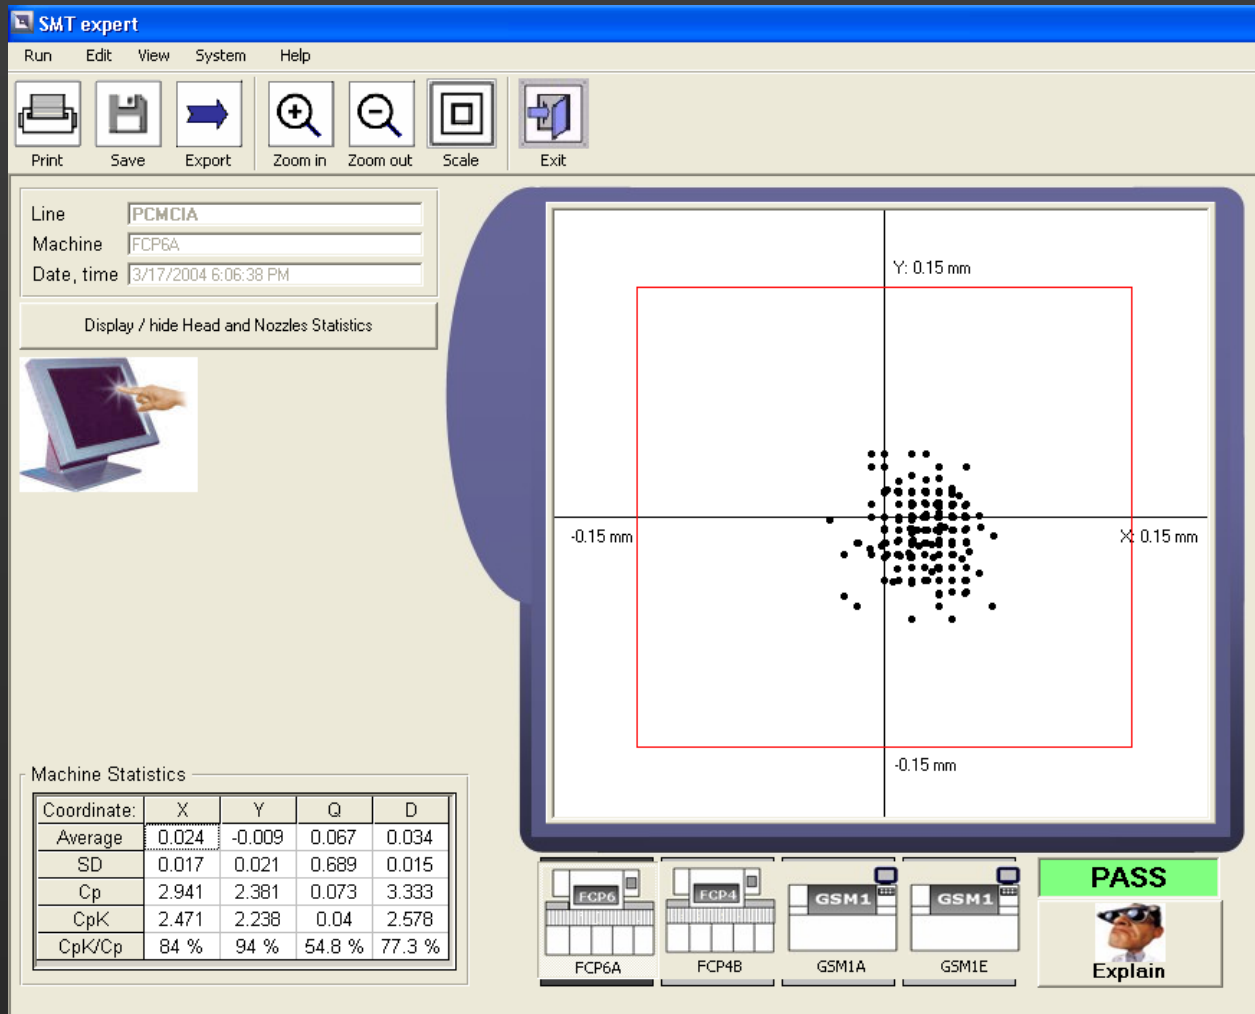 SMT expert
Run Edit View System Help
Print Save Export Zoom in Zoom out Scale Exit
Line PCMCIA
Machine FCP6A
Date, time 3/17/2004 6:06:38 PM
Display / hide Head and Nozzles Statistics
Y: 0.15 mm
-0.15 mm
X: 0.15 mm
-0.15 mm
Machine Statistics
Coordinate: X Y Q D
Average 0.024 -0.009 0.067 0.034
SD 0.017 0.021 0.689 0.015
Cp 2.941 2.381 0.073 3.333
CpK 2.471 2.238 0.04 2.578
CpK/Cp 84 % 94 % 54.8 % 77.3 %
FCP6 FCP4 GSM1 GSM1
FCP6A FCP4B GSM1A GSM1E
PASS
Explain